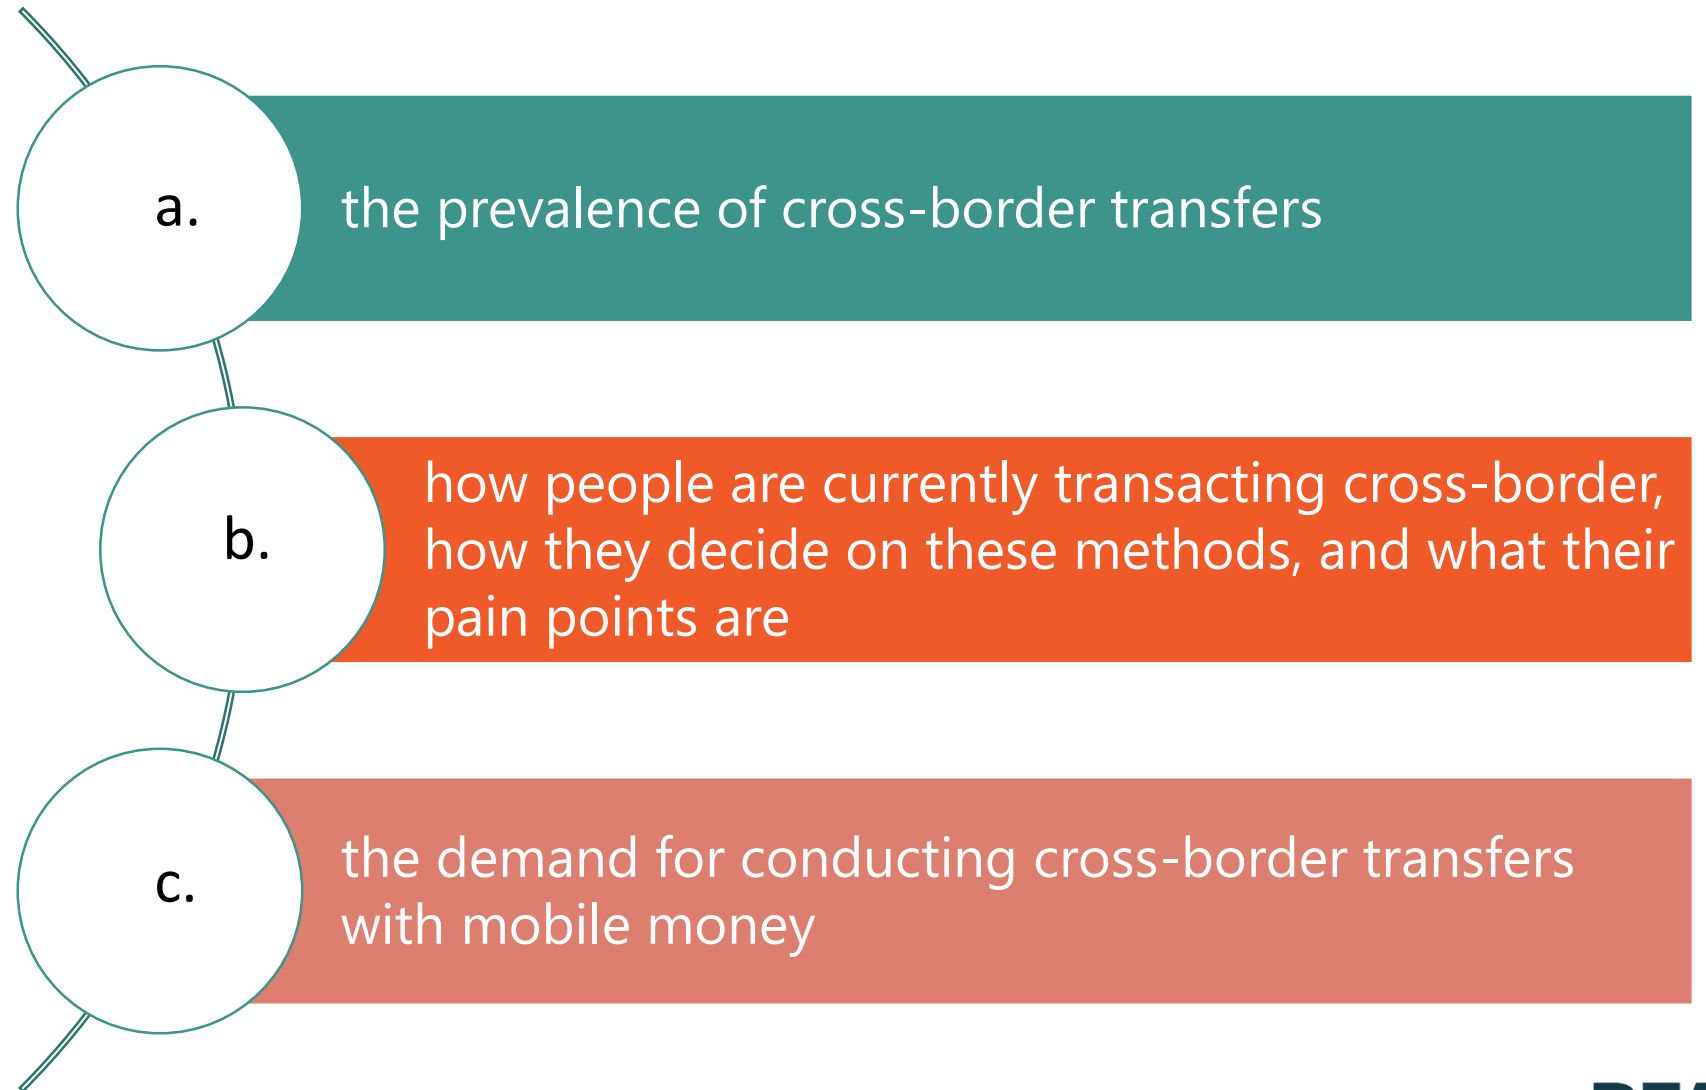 a.
the prevalence of cross-border transfers
b.
how people are currently transacting cross-border,
how they decide on these methods, and what their
pain points are
c.
the demand for conducting cross-border transfers
with mobile money